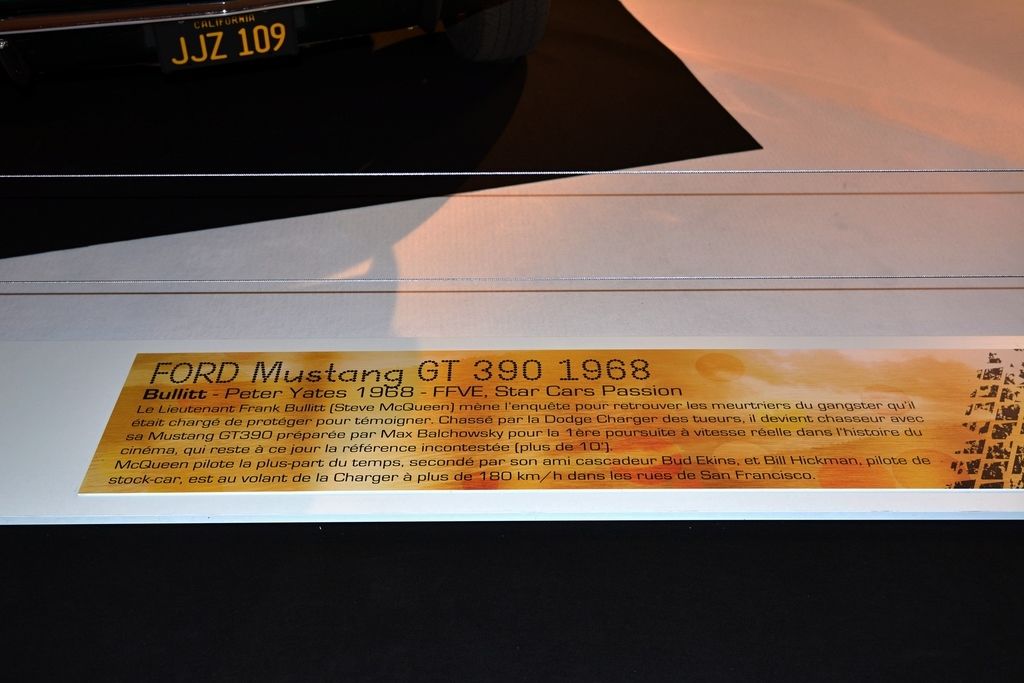 CALIFORNIA
JJZ 109
FORD Mustang GT 390 1968
Bullitt - Peter Yates 1968 - FFVE, Star Cars Passion
Le Lieutenant Frank Bullitt (Steve McQueen) mène l'enquête pour retrouver les meurtriers du gangster qu'il
était chargé de protéger pour témoigner. Chassé par la Dodge Charger des tueurs, il devient chasseur avec
sa Mustang GT390 préparée par Max Balchowsky pour la 1ère poursuite à vitesse réelle dans l'histoire du
cinéma, qui reste à ce jour la référence incontestée (plus de 10').
McQueen pilote la plus-part du temps, secondé par son ami cascadeur Bud Ekins, et Bill Hickman, pilote de
stock-car, est au volant de la Charger à plus de 180 km/h dans les rues de San Francisco.